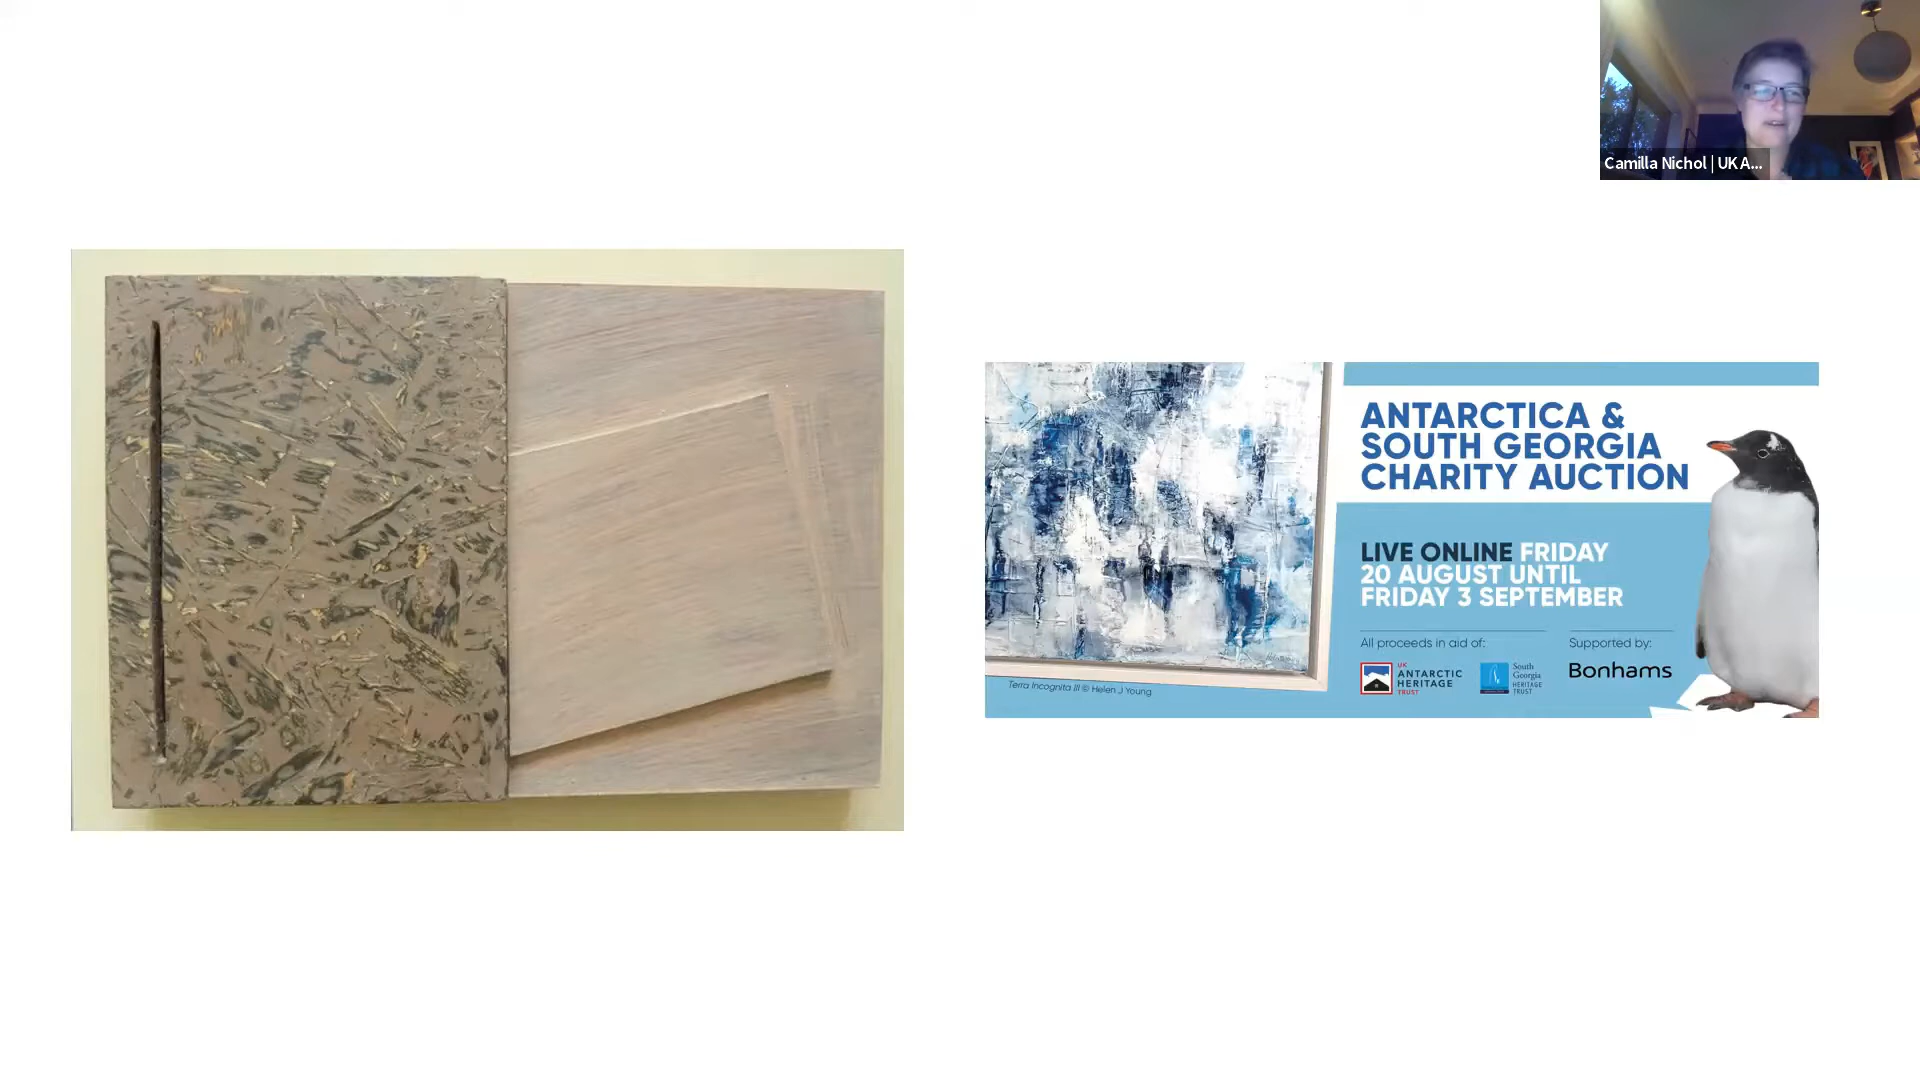 Camilla Nichol | UK A...
ANTARCTICA &
SOUTH GEORGIA
CHARITY AUCTION
LIVE ONLINE FRIDAY
20 AUGUST UNTIL
FRIDAY 3 SEPTEMBER
All proceeds in aid of:
Supported by:
UK
ANTARCTIC
HERITAGE
TRUST
South
Georgia
HERITAGE
TRUST
Bonhams
Terra Incognita III © Helen J Young